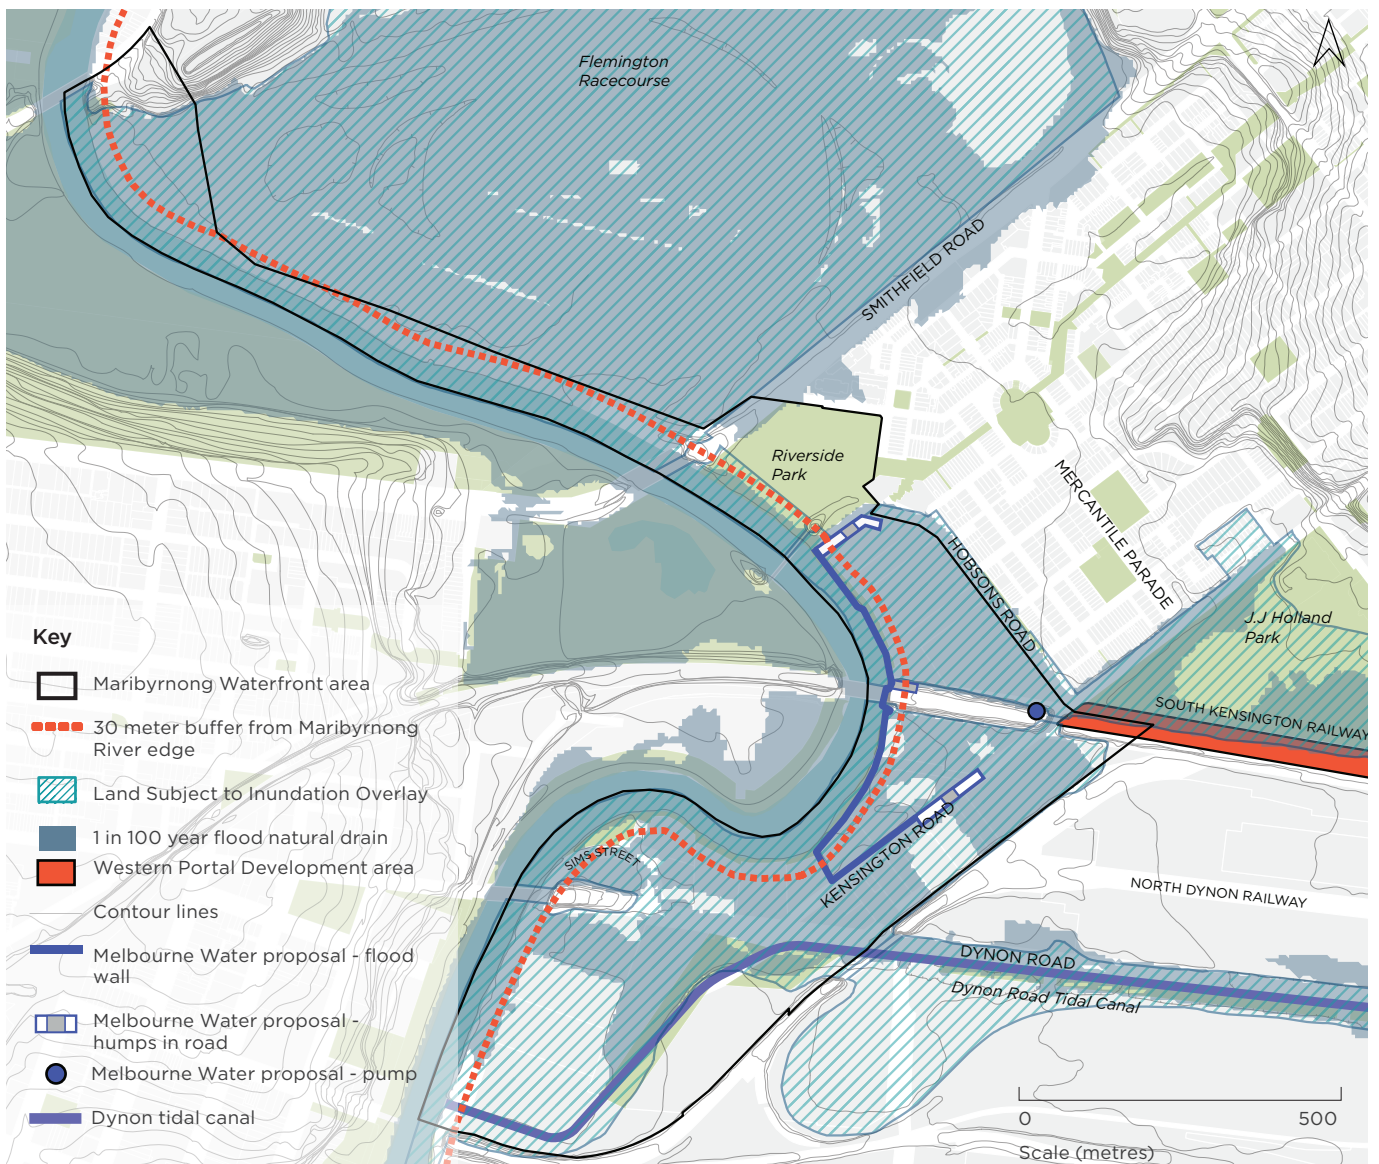 Flemington
Racecourse
SMITHFIELD ROAD
Riverside
Park
MERCANTILE PARADE
HOBSONS ROAD
J.J Holland
Park
SOUTH KENSINGTON RAILWAY
SIMS STREET
KENSINGTON ROAD
NORTH DYNON RAILWAY
DYNON ROAD
Dynon Road Tidal Canal
Key
Maribyrnong Waterfront area
30 meter buffer from Maribyrnong
River edge
Land Subject to Inundation Overlay
1 in 100 year flood natural drain
Western Portal Development area
Contour lines
Melbourne Water proposal - flood
wall
Melbourne Water proposal -
humps in road
Melbourne Water proposal - pump
Dynon tidal canal
0 500
Scale (metres)